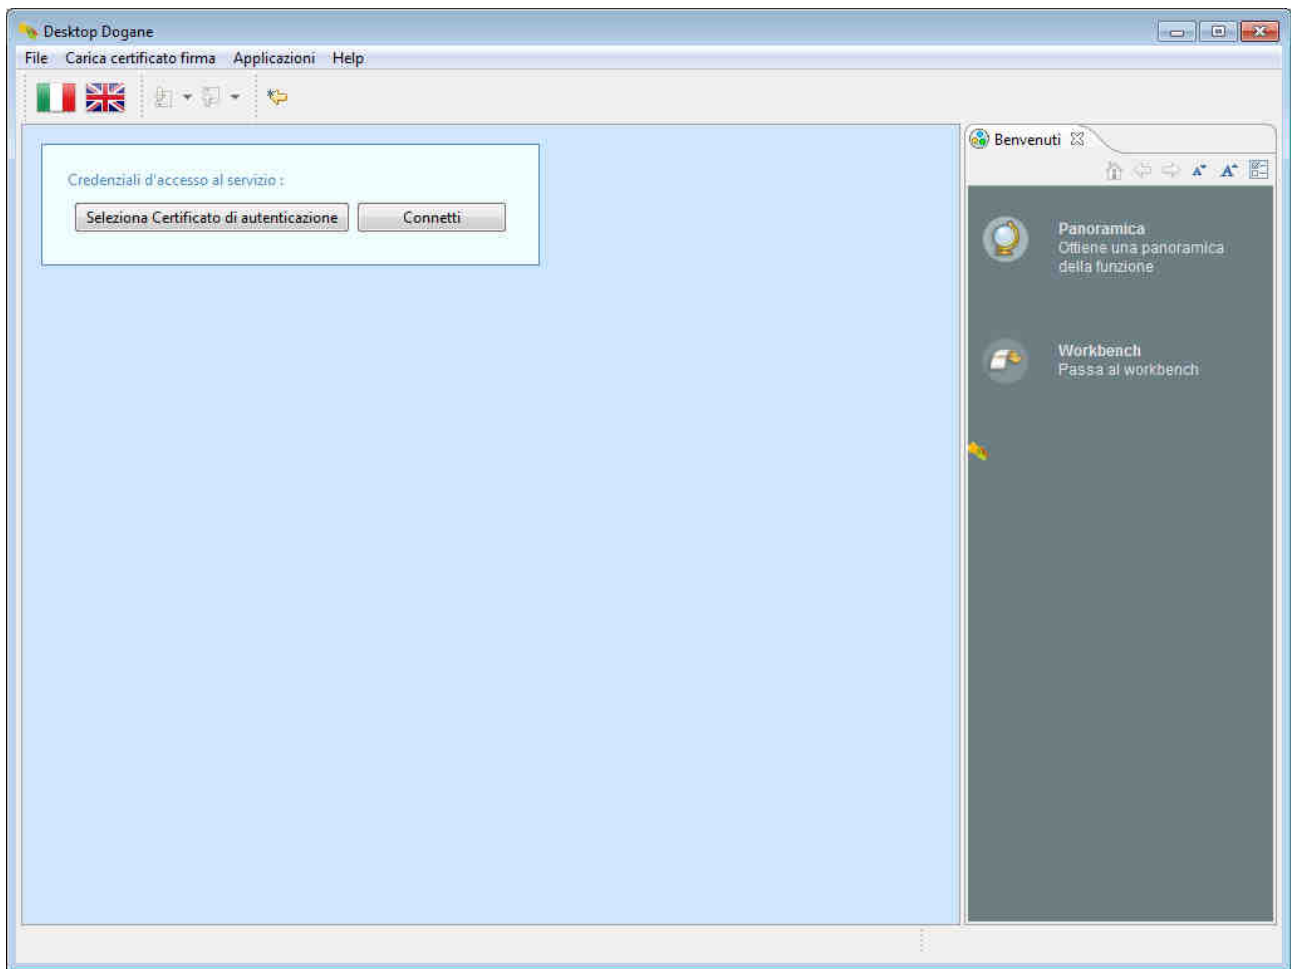 Desktop Dogane
File Carica certificato firma Applicazioni Help
Benvenuti
Credenziali d'accesso al servizio :
Seleziona Certificato di autenticazione Connetti
Panoramica
Ottiene una panoramica
della funzione
Workbench
Passa al workbench